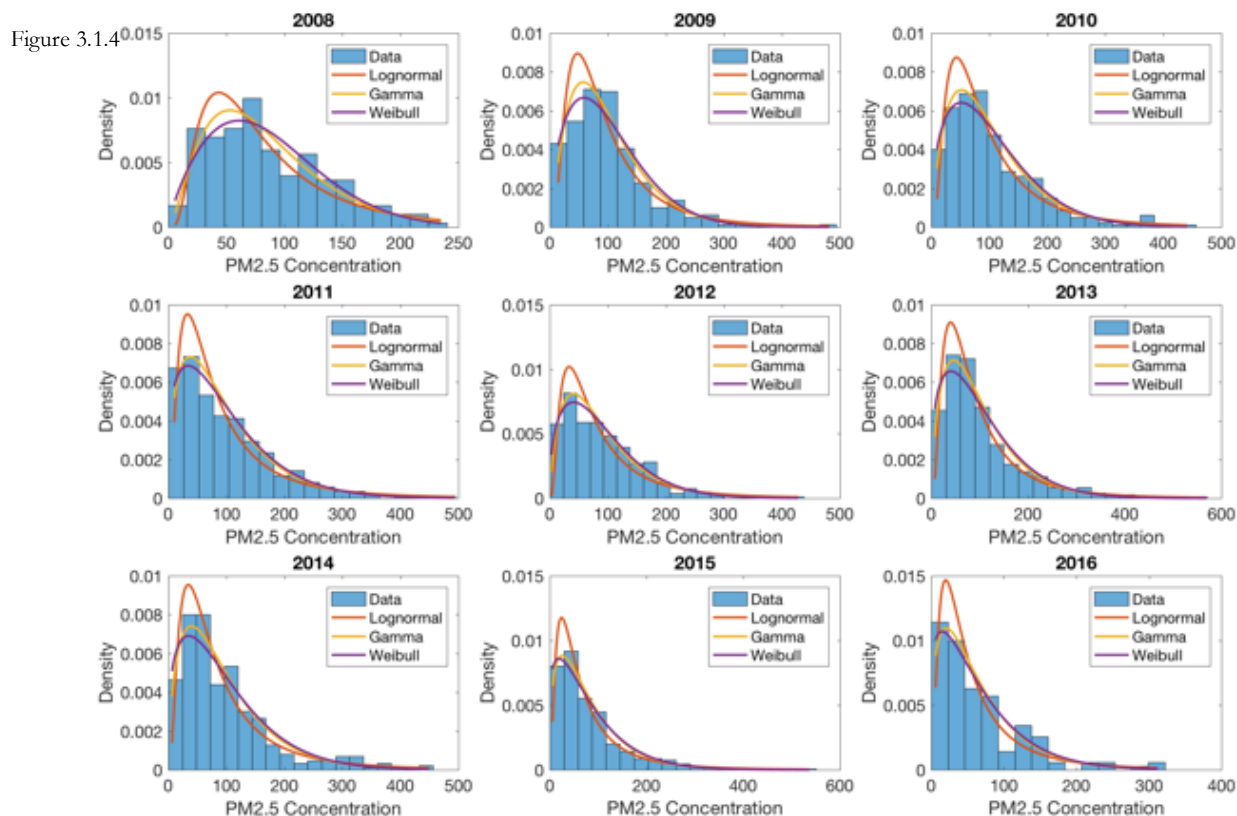 Figure 3.1.4
2008
0.015
0.01
0.005
0
Density
Data
Lognormal
Gamma
Weibull
0 50 100 150 200 250
PM2.5 Concentration
2009
0.01
0.008
0.006
0.004
0.002
0
Density
Data
Lognormal
Gamma
Weibull
0 100 200 300 400 500
PM2.5 Concentration
2010
0.01
0.008
0.006
0.004
0.002
0
Density
Data
Lognormal
Gamma
Weibull
0 100 200 300 400 500
PM2.5 Concentration
2011
0.01
0.008
0.006
0.004
0.002
0
Density
Data
Lognormal
Gamma
Weibull
0 100 200 300 400 500
PM2.5 Concentration
2012
0.015
0.01
0.005
0
Density
Data
Lognormal
Gamma
Weibull
0 100 200 300 400 500
PM2.5 Concentration
2013
0.01
0.008
0.006
0.004
0.002
0
Density
Data
Lognormal
Gamma
Weibull
0 200 400 600
PM2.5 Concentration
2014
0.01
0.008
0.006
0.004
0.002
0
Density
Data
Lognormal
Gamma
Weibull
0 100 200 300 400 500
PM2.5 Concentration
2015
0.015
0.01
0.005
0
Density
Data
Lognormal
Gamma
Weibull
0 200 400 600
PM2.5 Concentration
2016
0.015
0.01
0.005
0
Density
Data
Lognormal
Gamma
Weibull
0 100 200 300 400
PM2.5 Concentration